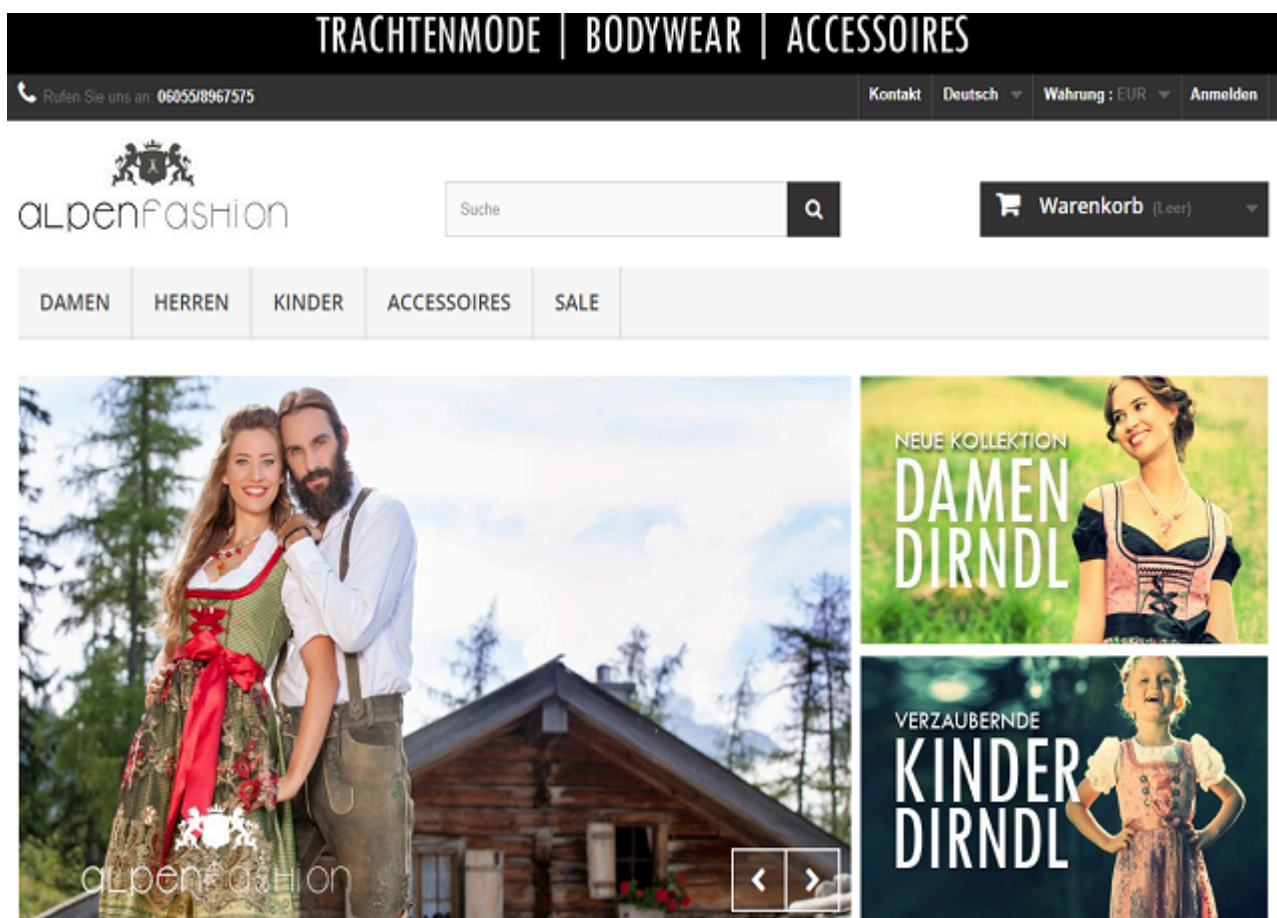 TRACHTENMODE | BODYWEAR | ACCESSOIRES
Rufen Sie uns an: 06055/8967575
Kontakt Deutsch Währung : EUR Anmelden
alpenfashion
Suche
Warenkorb (Leer)
DAMEN HERREN KINDER ACCESSOIRES SALE
NEUE KOLLEKTION
DAMEN
DIRNDL
VERZAUBERNDE
KINDER
DIRNDL
alpenfashion